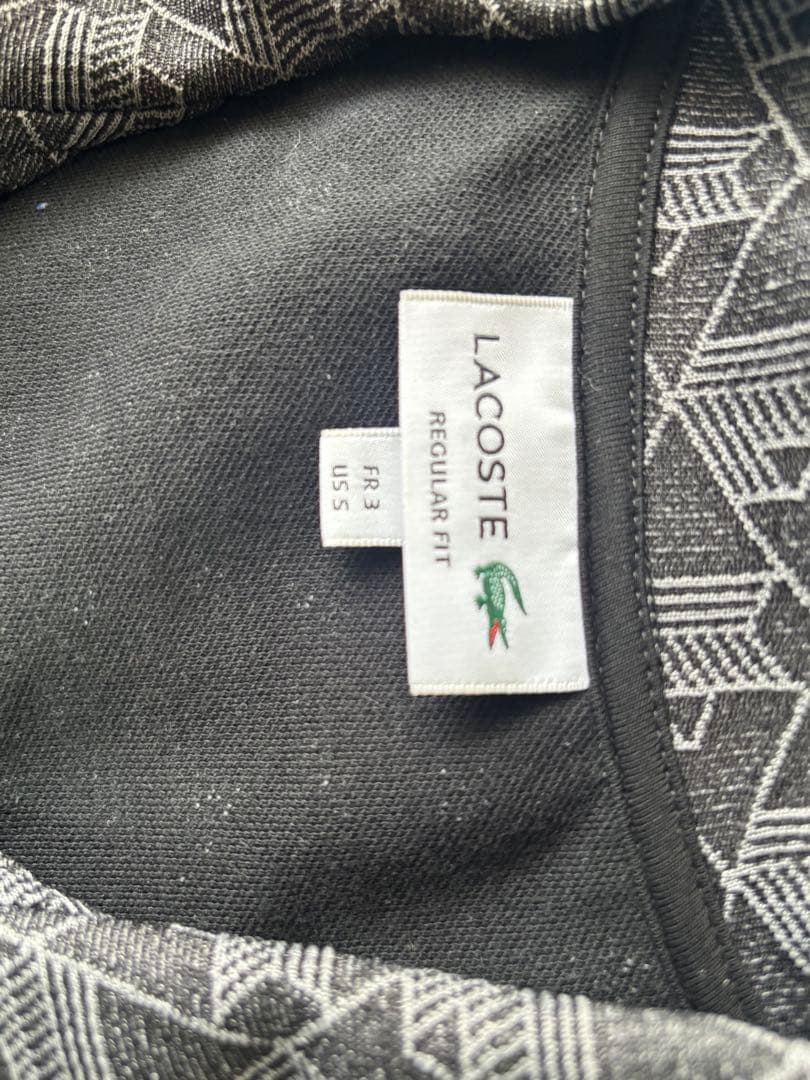 LACOSTE
REGULAR FIT
FR 3
US S